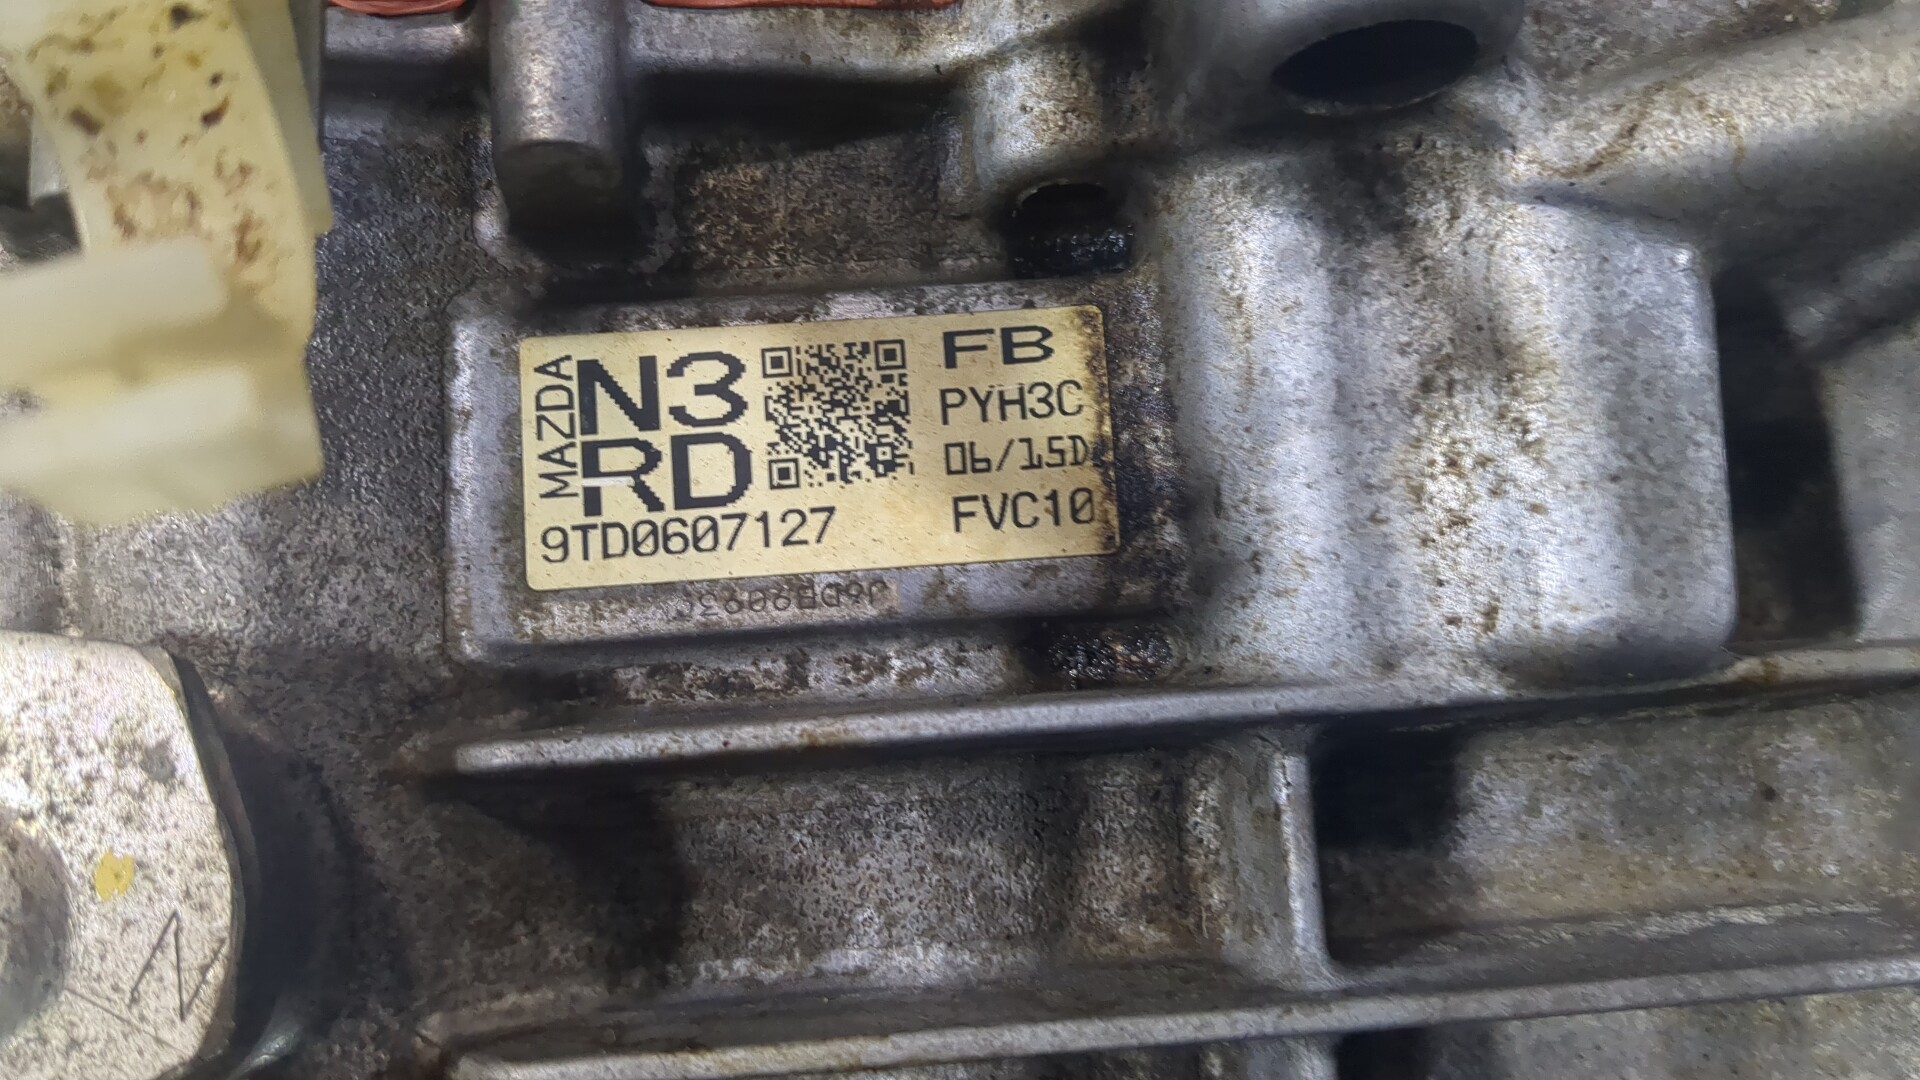 MAZDA
N3
RD
9TD0607127
FB
PYH3C
06/15D
FVC10
N